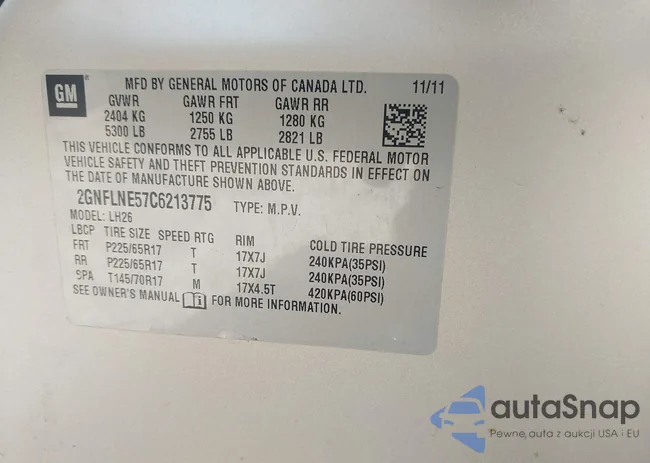 GM
MFD BY GENERAL MOTORS OF CANADA LTD. 11/11
GVWR GAWR FRT GAWR RR
2404 KG 1250 KG 1280 KG
5300 LB 2755 LB 2821 LB
THIS VEHICLE CONFORMS TO ALL APPLICABLE U.S. FEDERAL MOTOR
VEHICLE SAFETY AND THEFT PREVENTION STANDARDS IN EFFECT ON
THE DATE OF MANUFACTURE SHOWN ABOVE.
2GNFLNE57C6213775 TYPE: M.P.V.
MODEL: LH26
LBCP TIRE SIZE SPEED RTG RIM COLD TIRE PRESSURE
FRT P225/65R17 T 17X7J 240KPA(35PSI)
RR P225/65R17 T 17X7J 240KPA(35PSI)
SPA T145/70R17 M 17X4.5T 420KPA(60PSI)
SEE OWNER'S MANUAL FOR MORE INFORMATION.
autaSnap
Pewne, auta z aukcji USA i EU